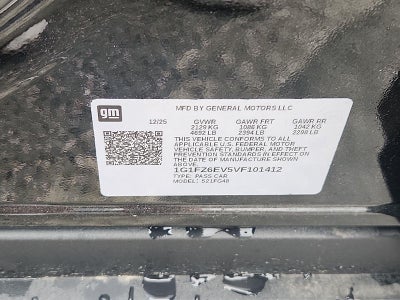 gm
MFD BY GENERAL MOTORS LLC
12/25 GVWR GAWR FRT GAWR RR
2129 KG 1086 KG 1042 KG
4692 LB 2394 LB 2298 LB
THIS VEHICLE CONFORMS TO ALL
APPLICABLE U.S. FEDERAL MOTOR
VEHICLE SAFETY, BUMPER, AND THEFT
PREVENTION STANDARDS IN EFFECT ON
THE DATE OF MANUFACTURE SHOWN
ABOVE.
1G1FZ6EV5VF101412
TYPE: PASS CAR
MODEL: 521FG48